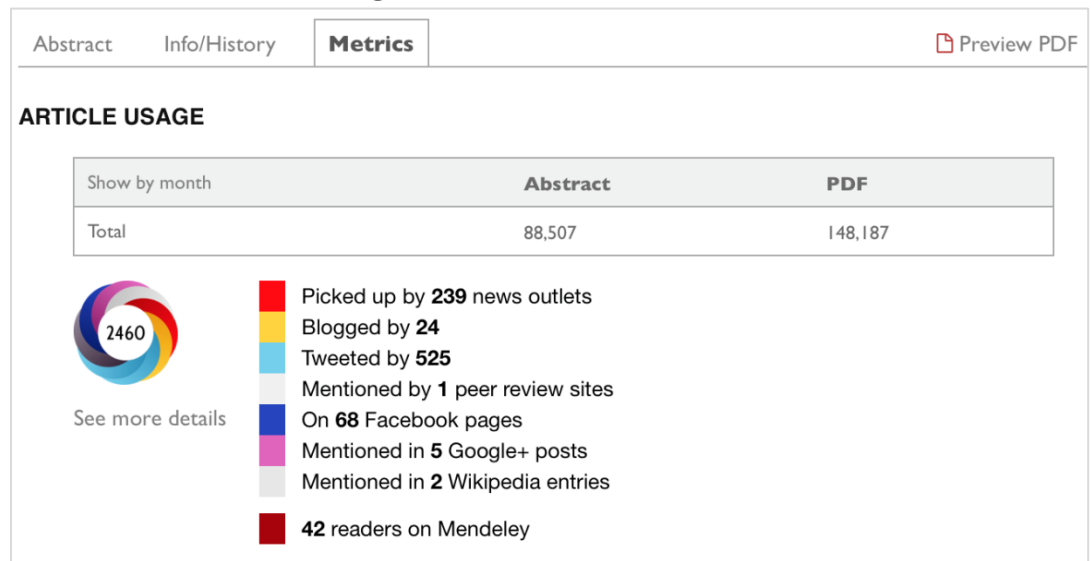 Abstract Info/History Metrics Preview PDF
ARTICLE USAGE
Show by month Abstract PDF
Total 88,507 148,187
2460
See more details
Picked up by 239 news outlets
Blogged by 24
Tweeted by 525
Mentioned by 1 peer review sites
On 68 Facebook pages
Mentioned in 5 Google+ posts
Mentioned in 2 Wikipedia entries
42 readers on Mendeley